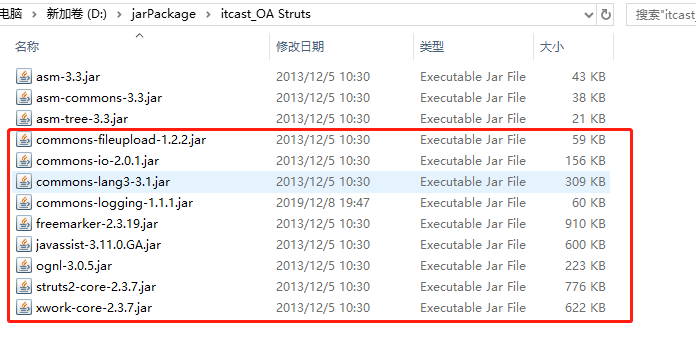 电脑 > 新加卷 (D:) > jarPackage > itcast_OA Struts 搜索"itcast_
名称 修改日期 类型 大小
asm-3.3.jar 2013/12/5 10:30 Executable Jar File 43 KB
asm-commons-3.3.jar 2013/12/5 10:30 Executable Jar File 38 KB
asm-tree-3.3.jar 2013/12/5 10:30 Executable Jar File 21 KB
commons-fileupload-1.2.2.jar 2013/12/5 10:30 Executable Jar File 59 KB
commons-io-2.0.1.jar 2013/12/5 10:30 Executable Jar File 156 KB
commons-lang3-3.1.jar 2013/12/5 10:30 Executable Jar File 309 KB
commons-logging-1.1.1.jar 2019/12/8 19:47 Executable Jar File 60 KB
freemarker-2.3.19.jar 2013/12/5 10:30 Executable Jar File 910 KB
javassist-3.11.0.GA.jar 2013/12/5 10:30 Executable Jar File 600 KB
ognl-3.0.5.jar 2013/12/5 10:30 Executable Jar File 223 KB
struts2-core-2.3.7.jar 2013/12/5 10:30 Executable Jar File 776 KB
xwork-core-2.3.7.jar 2013/12/5 10:30 Executable Jar File 622 KB